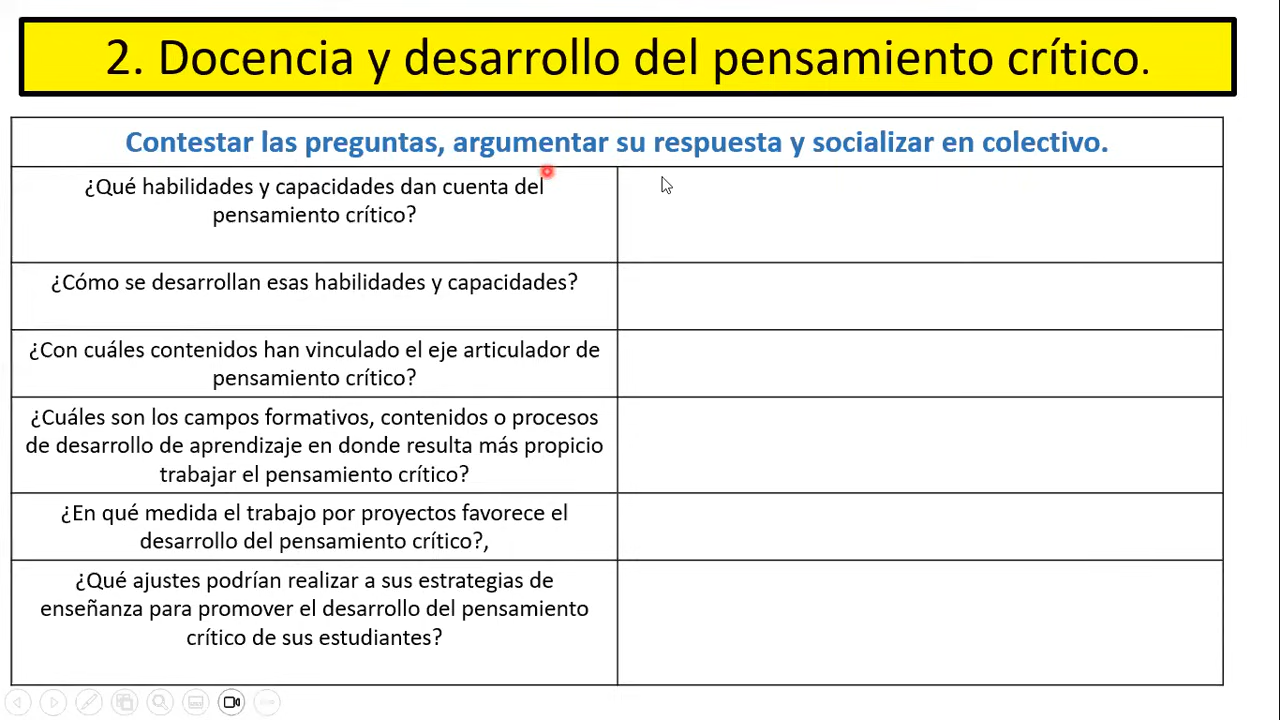 2. Docencia y desarrollo del pensamiento crítico.
Contestar las preguntas, argumentar su respuesta y socializar en colectivo.
¿Qué habilidades y capacidades dan cuenta del
pensamiento crítico?
¿Cómo se desarrollan esas habilidades y capacidades?
¿Con cuáles contenidos han vinculado el eje articulador de
pensamiento crítico?
¿Cuáles son los campos formativos, contenidos o procesos
de desarrollo de aprendizaje en donde resulta más propicio
trabajar el pensamiento crítico?
¿En qué medida el trabajo por proyectos favorece el
desarrollo del pensamiento crítico?,
¿Qué ajustes podrían realizar a sus estrategias de
enseñanza para promover el desarrollo del pensamiento
crítico de sus estudiantes?